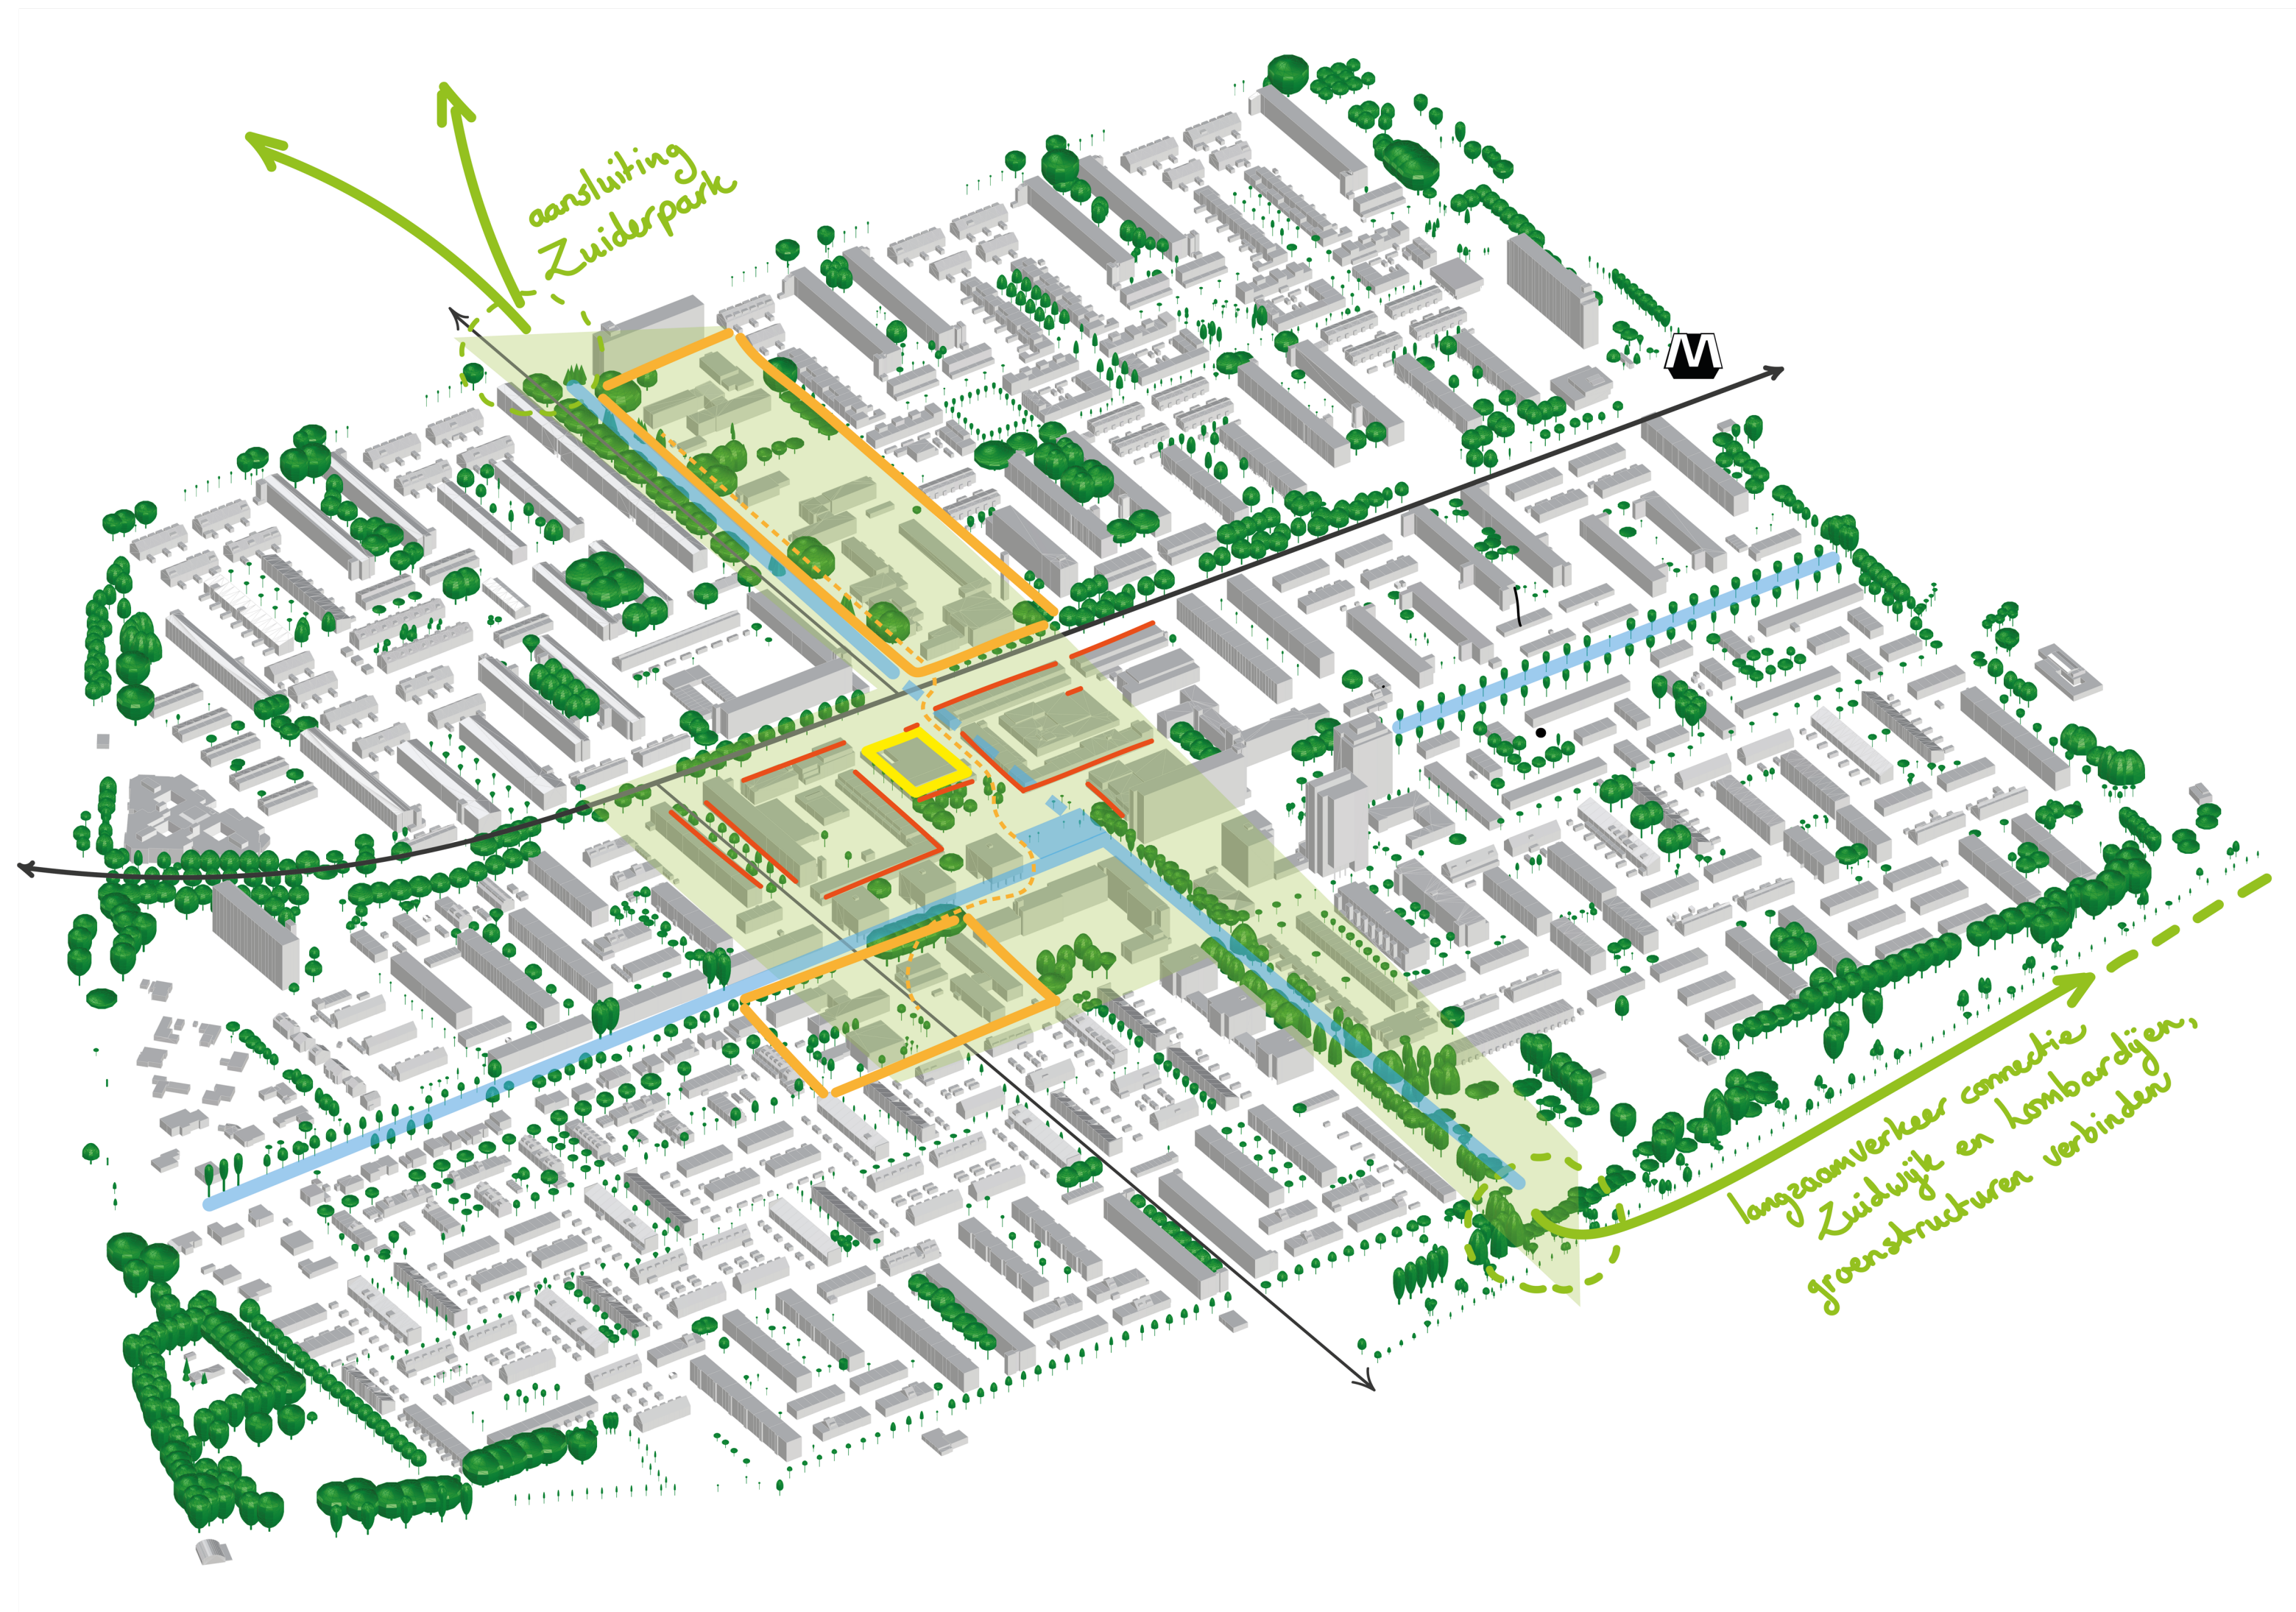 aansluiting
Zuiderpark
M
langzaamverkeer connectie
Zuidwijk en Lombardijen,
groenstructuren verbinden